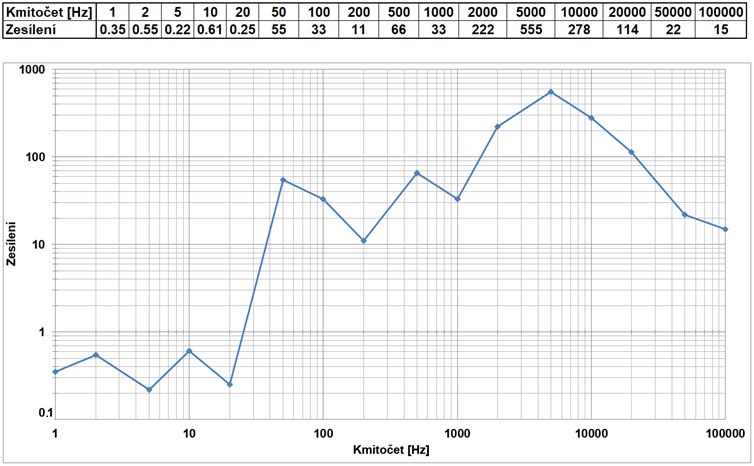 Kmitočet [Hz] 1 2 5 10 20 50 100 200 500 1000 2000 5000 10000 20000 50000 100000
Zesílení 0.35 0.55 0.22 0.61 0.25 55 33 11 66 33 222 555 278 114 22 15
1000
100
10
1
0.1
Zesílení
1 10 100 1000 10000 100000
Kmitočet [Hz]